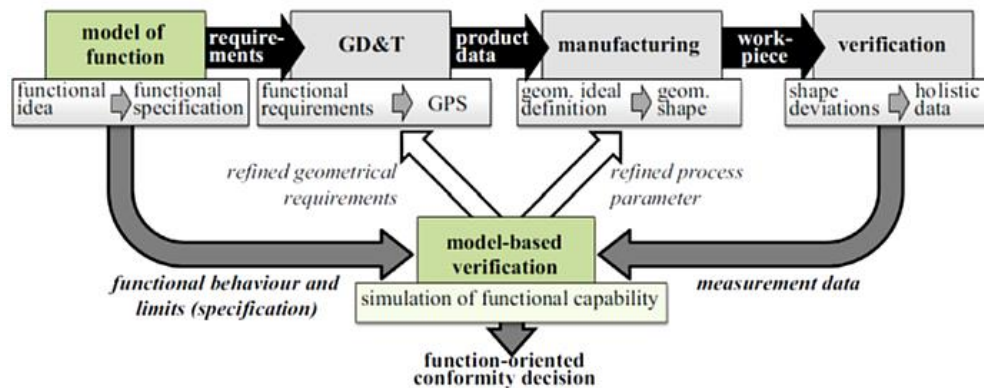 model of
function
require-
ments
GD&T
product
data
manufacturing
work-
piece
verification
functional
idea
functional
specification
functional
requirements
GPS
geom. ideal
definition
geom.
shape
shape
deviations
holistic
data
refined geometrical
requirements
refined process
parameter
model-based
verification
functional behaviour and
limits (specification)
simulation of functional capability
measurement data
function-oriented
conformity decision